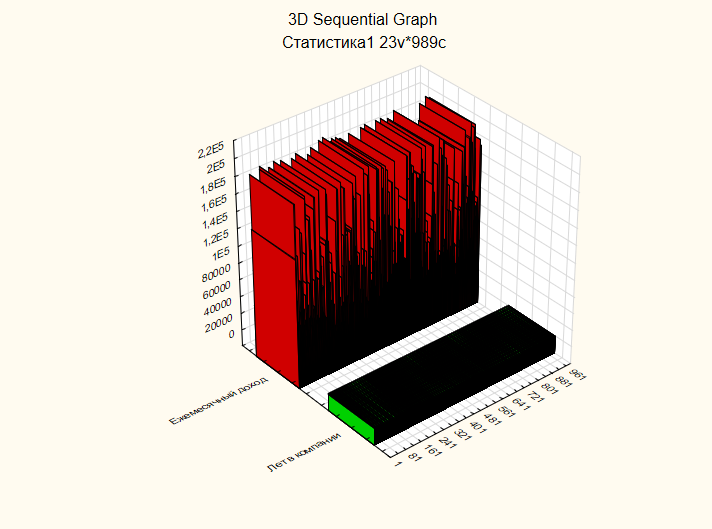 3D Sequential Graph
Статистика1 23v*989c
2,2E5
2E5
1,8E5
1,6E5
1,4E5
1,2E5
1E5
80000
60000
40000
20000
0
Ежемесячный доход
Лет в компании
1
81
161
241
321
401
481
561
641
721
801
881
961